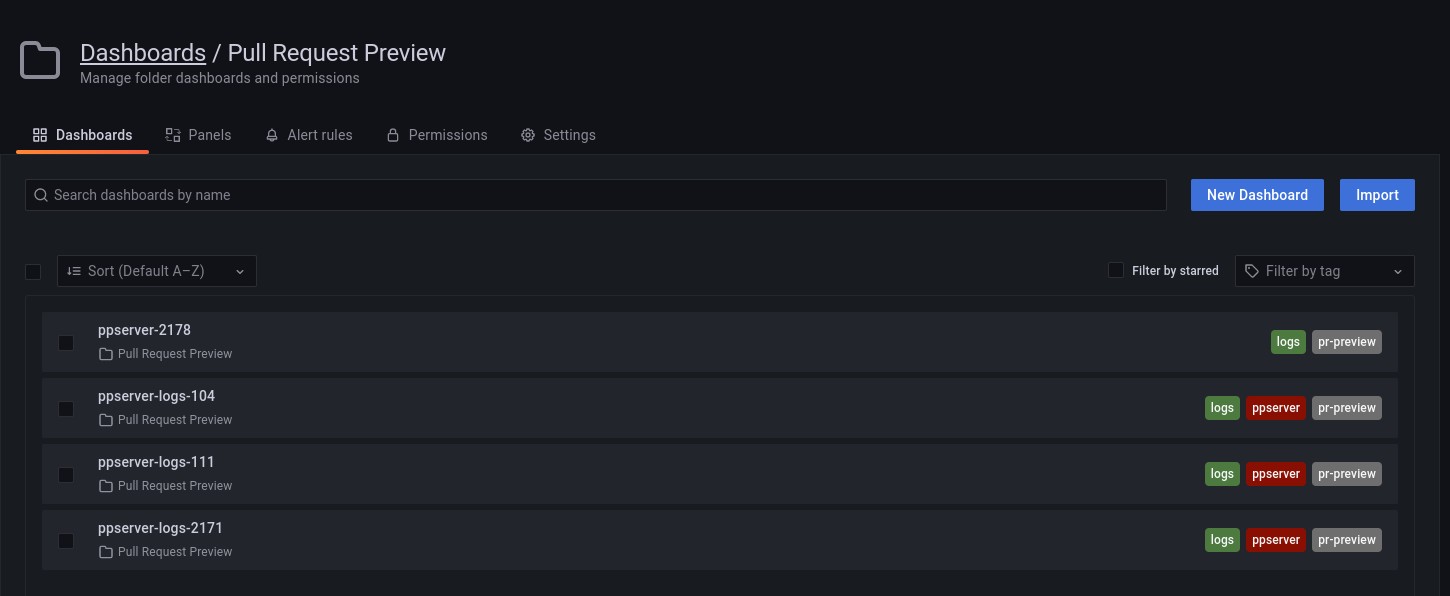 Dashboards / Pull Request Preview
Manage folder dashboards and permissions
Dashboards Panels Alert rules Permissions Settings
Search dashboards by name New Dashboard Import
Sort (Default A–Z) Filter by starred Filter by tag
ppserver-2178
Pull Request Preview
logs pr-preview
ppserver-logs-104
Pull Request Preview
logs ppserver pr-preview
ppserver-logs-111
Pull Request Preview
logs ppserver pr-preview
ppserver-logs-2171
Pull Request Preview
logs ppserver pr-preview